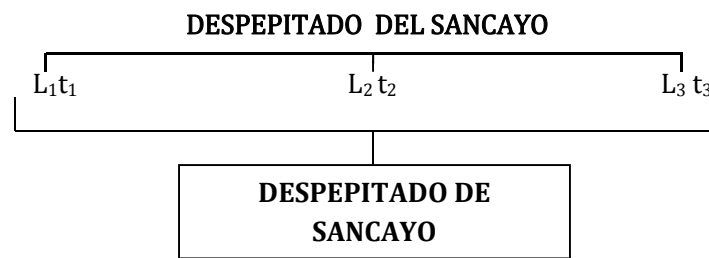 DESPEPITADO DEL SANCAYO
L₁t₁ L₂ t₂ L₃ t₃
DESPEPITADO DE
SANCAYO